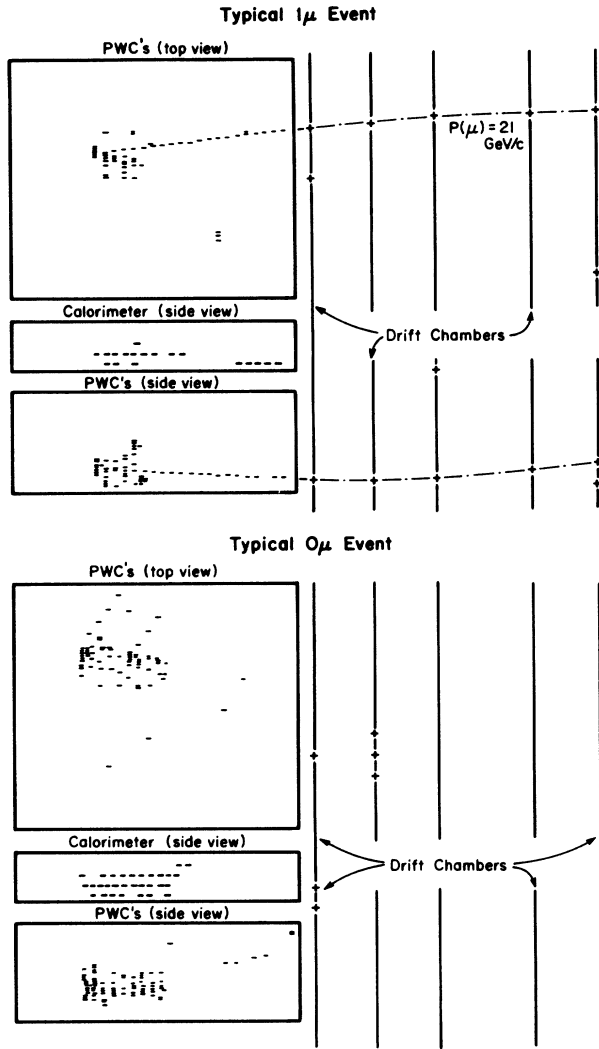 Typical 1μ Event
PWC's (top view)
P(μ) = 21
GeV/c
Calorimeter (side view)
Drift Chambers
PWC's (side view)
Typical 0μ Event
PWC's (top view)
Calorimeter (side view)
Drift Chambers
PWC's (side view)